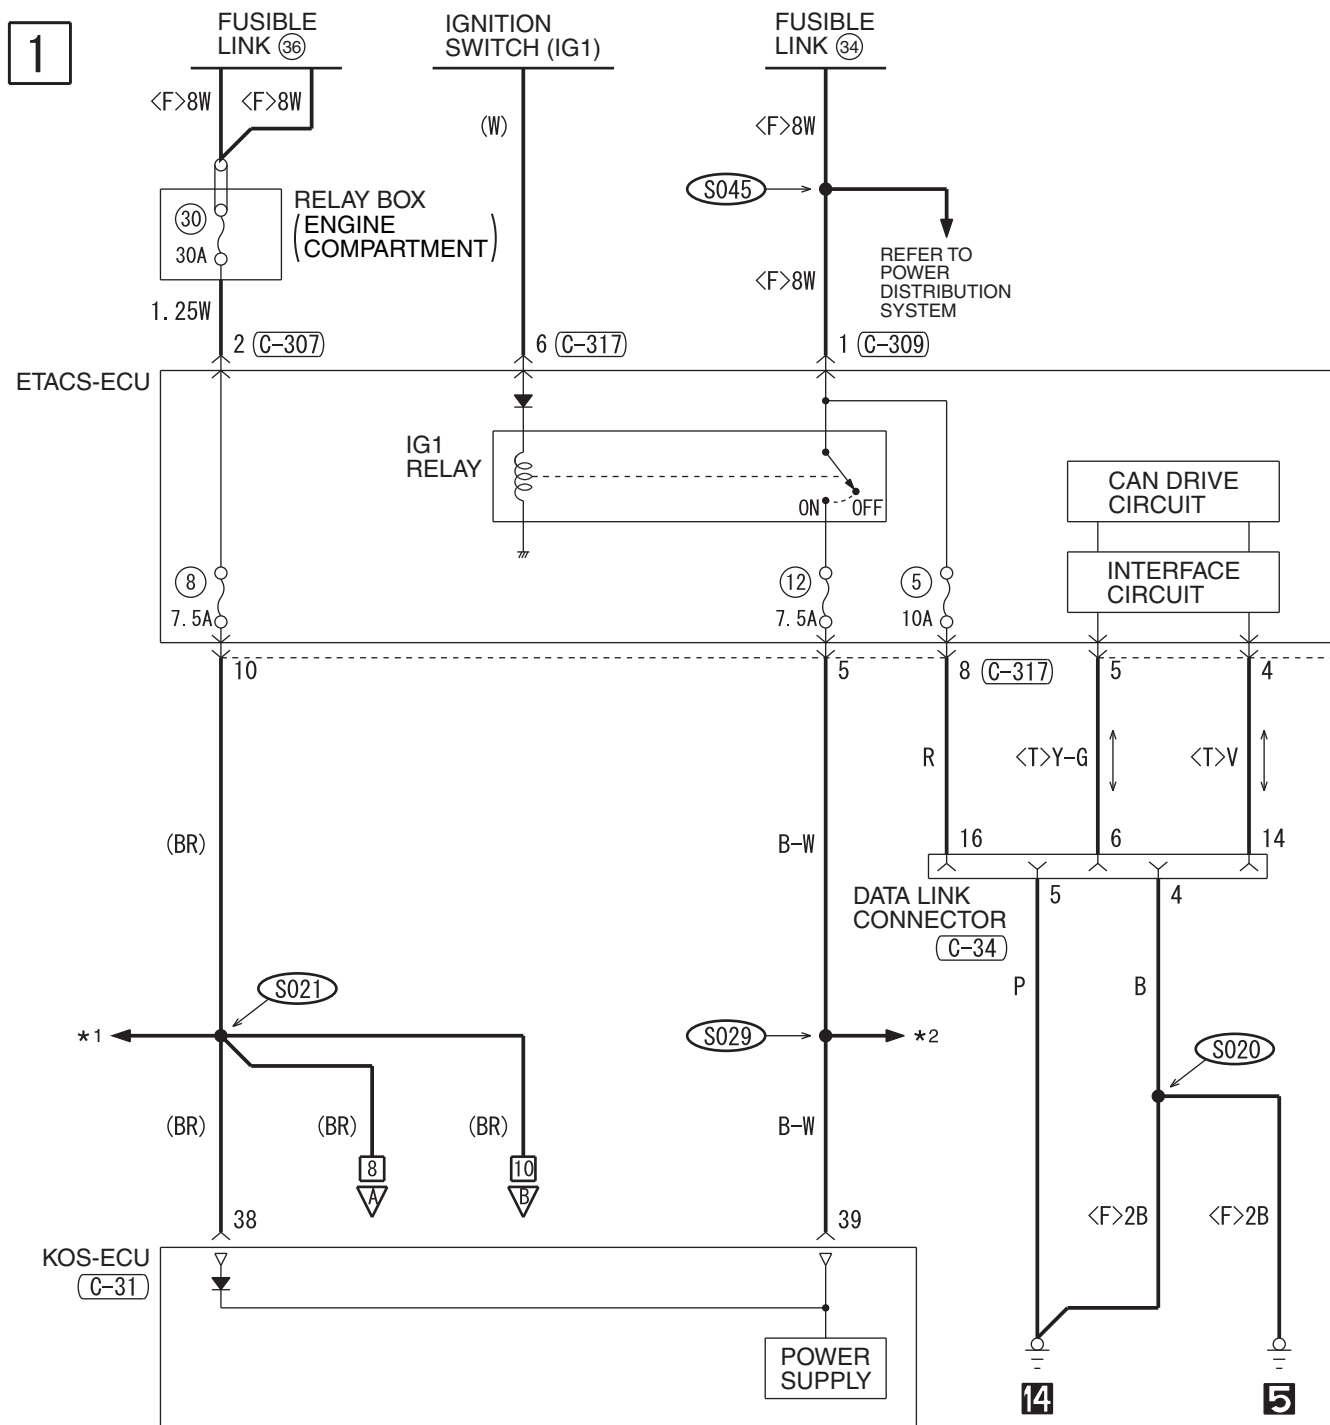 1
FUSIBLE
LINK 36
IGNITION
SWITCH (IG1)
FUSIBLE
LINK 34
<F>8W
<F>8W
(W)
<F>8W
S045
30
30A
RELAY BOX
(ENGINE
COMPARTMENT)
REFER TO
POWER
DISTRIBUTION
SYSTEM
1.25W
<F>8W
2 C-307
6 C-317
1 C-309
ETACS-ECU
IG1
RELAY
ON
OFF
CAN DRIVE
CIRCUIT
INTERFACE
CIRCUIT
8
7.5A
12
7.5A
5
10A
10
5
8 C-317
5
4
R
<T>Y-G
<T>V
(BR)
B-W
16
6
14
DATA LINK
CONNECTOR
C-34
5
4
P
B
S021
*1
S029
*2
S020
(BR)
(BR)
(BR)
B-W
8
A
10
B
<F>2B
<F>2B
38
39
KOS-ECU
C-31
POWER
SUPPLY
14
5